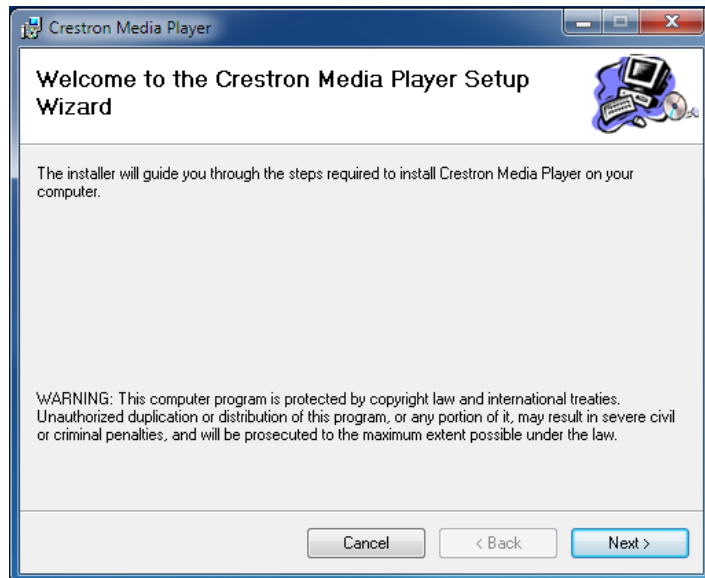 Crestron Media Player
Welcome to the Crestron Media Player Setup
Wizard
The installer will guide you through the steps required to install Crestron Media Player on your
computer.
WARNING: This computer program is protected by copyright law and international treaties.
Unauthorized duplication or distribution of this program, or any portion of it, may result in severe civil
or criminal penalties, and will be prosecuted to the maximum extent possible under the law.
Cancel
< Back
Next >